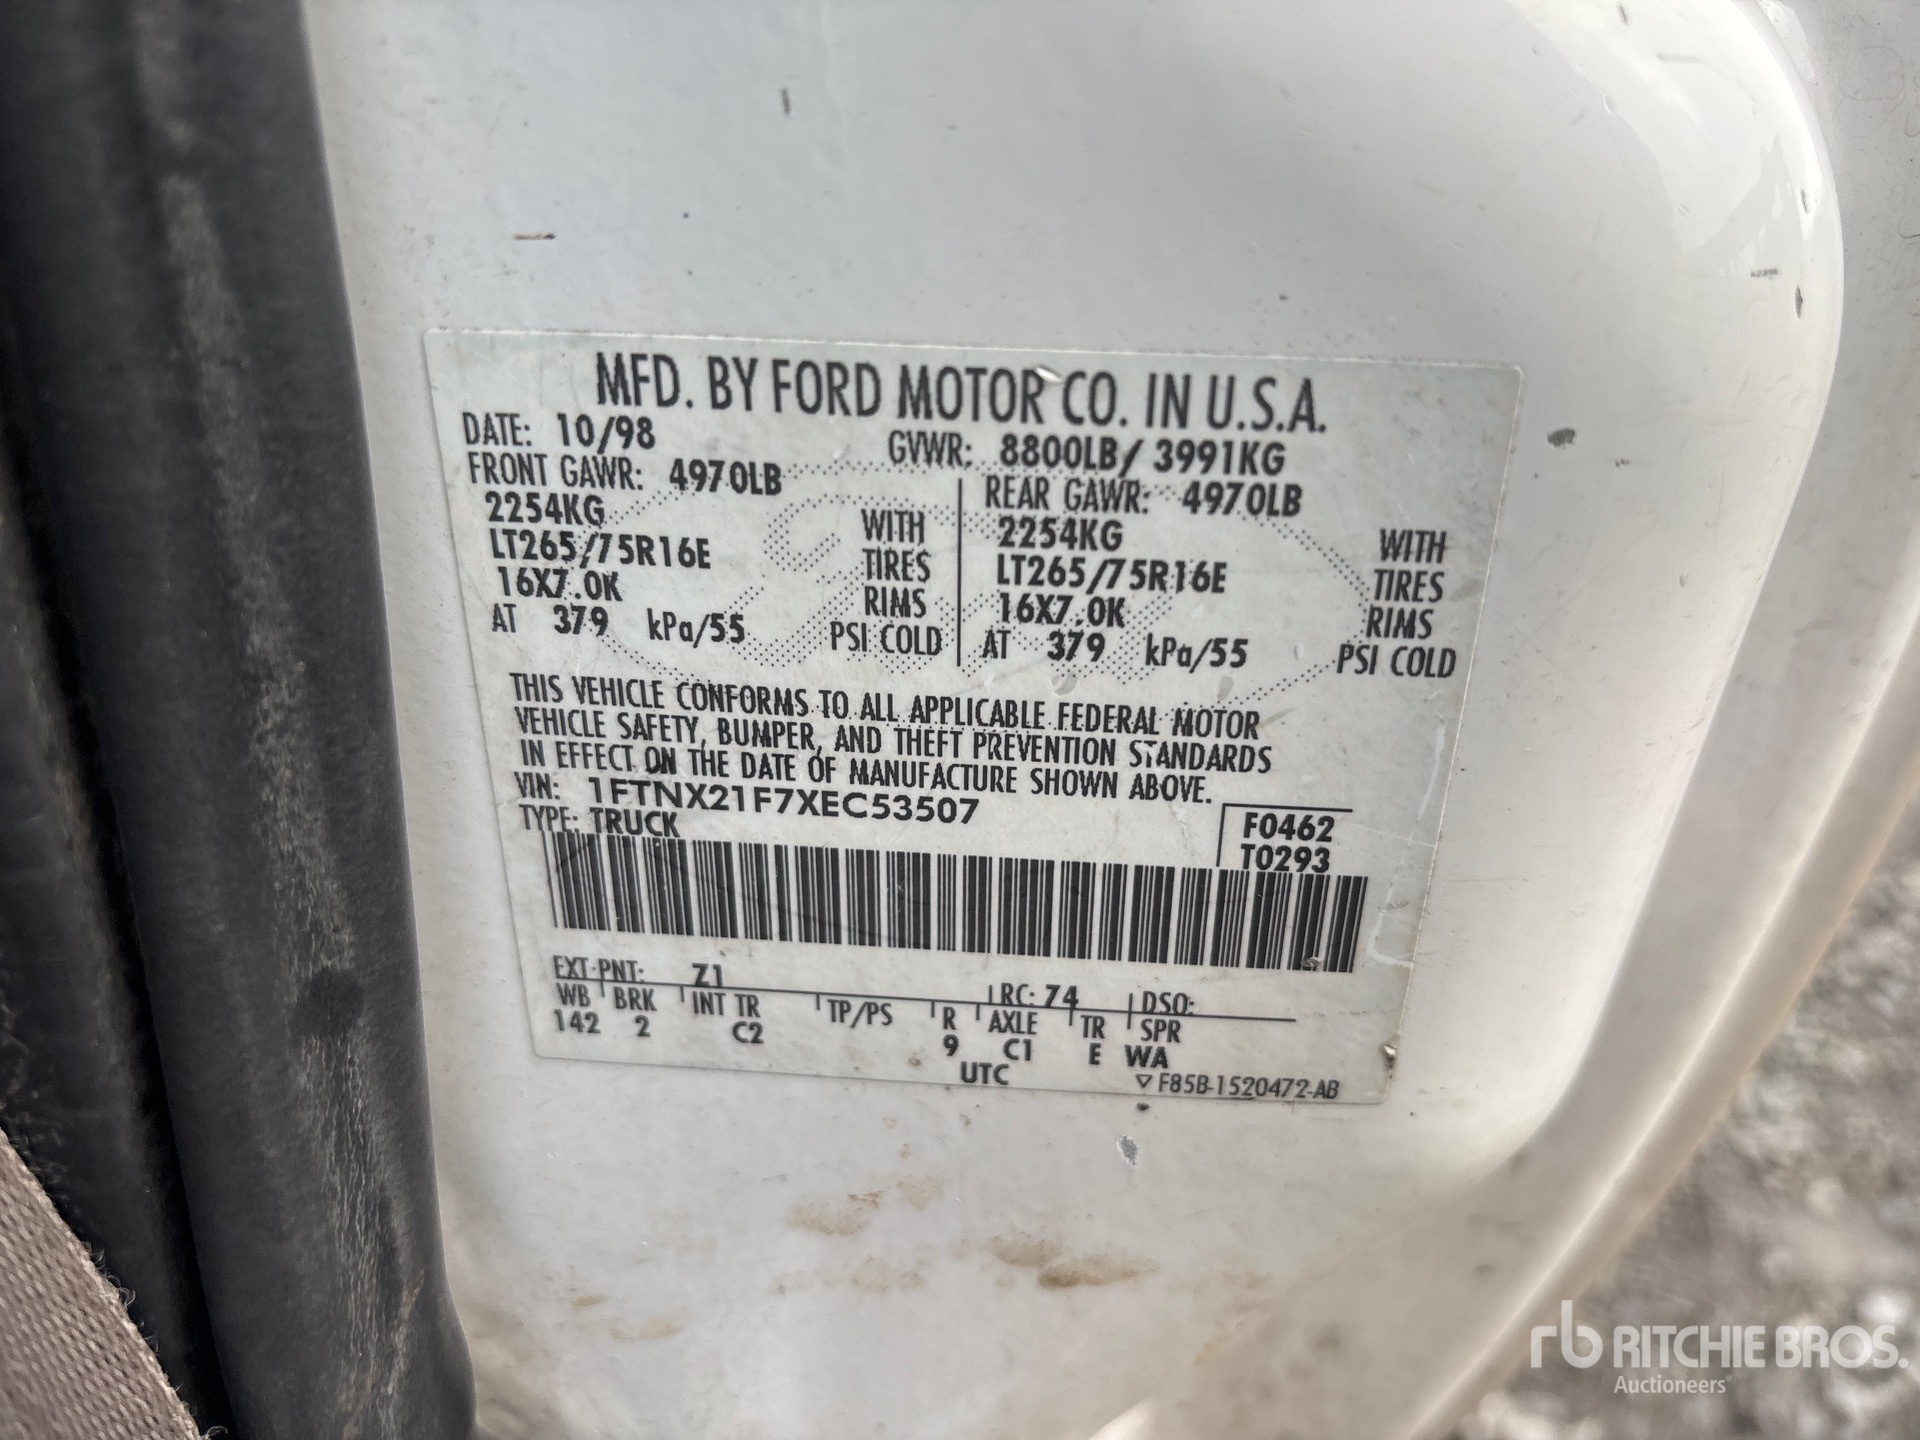 MFD. BY FORD MOTOR CO. IN U.S.A.
DATE: 10/98 GVWR: 8800LB/ 3991KG
FRONT GAWR: 4970LB REAR GAWR: 4970LB
2254KG WITH 2254KG WITH
LT265/75R16E TIRES LT265/75R16E TIRES
16X7.0K RIMS 16X7.0K RIMS
AT 379 kPa/55 PSI COLD AT 379 kPa/55 PSI COLD
THIS VEHICLE CONFORMS TO ALL APPLICABLE FEDERAL MOTOR
VEHICLE SAFETY, BUMPER, AND THEFT PREVENTION STANDARDS
IN EFFECT ON THE DATE OF MANUFACTURE SHOWN ABOVE.
VIN: 1FTNX21F7XEC53507
TYPE: TRUCK
F0462
T0293
EXT PNT: Z1 RC: 74 DSO:
WB BRK INT TR TP/PS R AXLE TR SPR
142 2 C2 9 C1 E WA
UTC
▽ F85B-1520472-AB
rb RITCHIE BROS.
Auctioneers